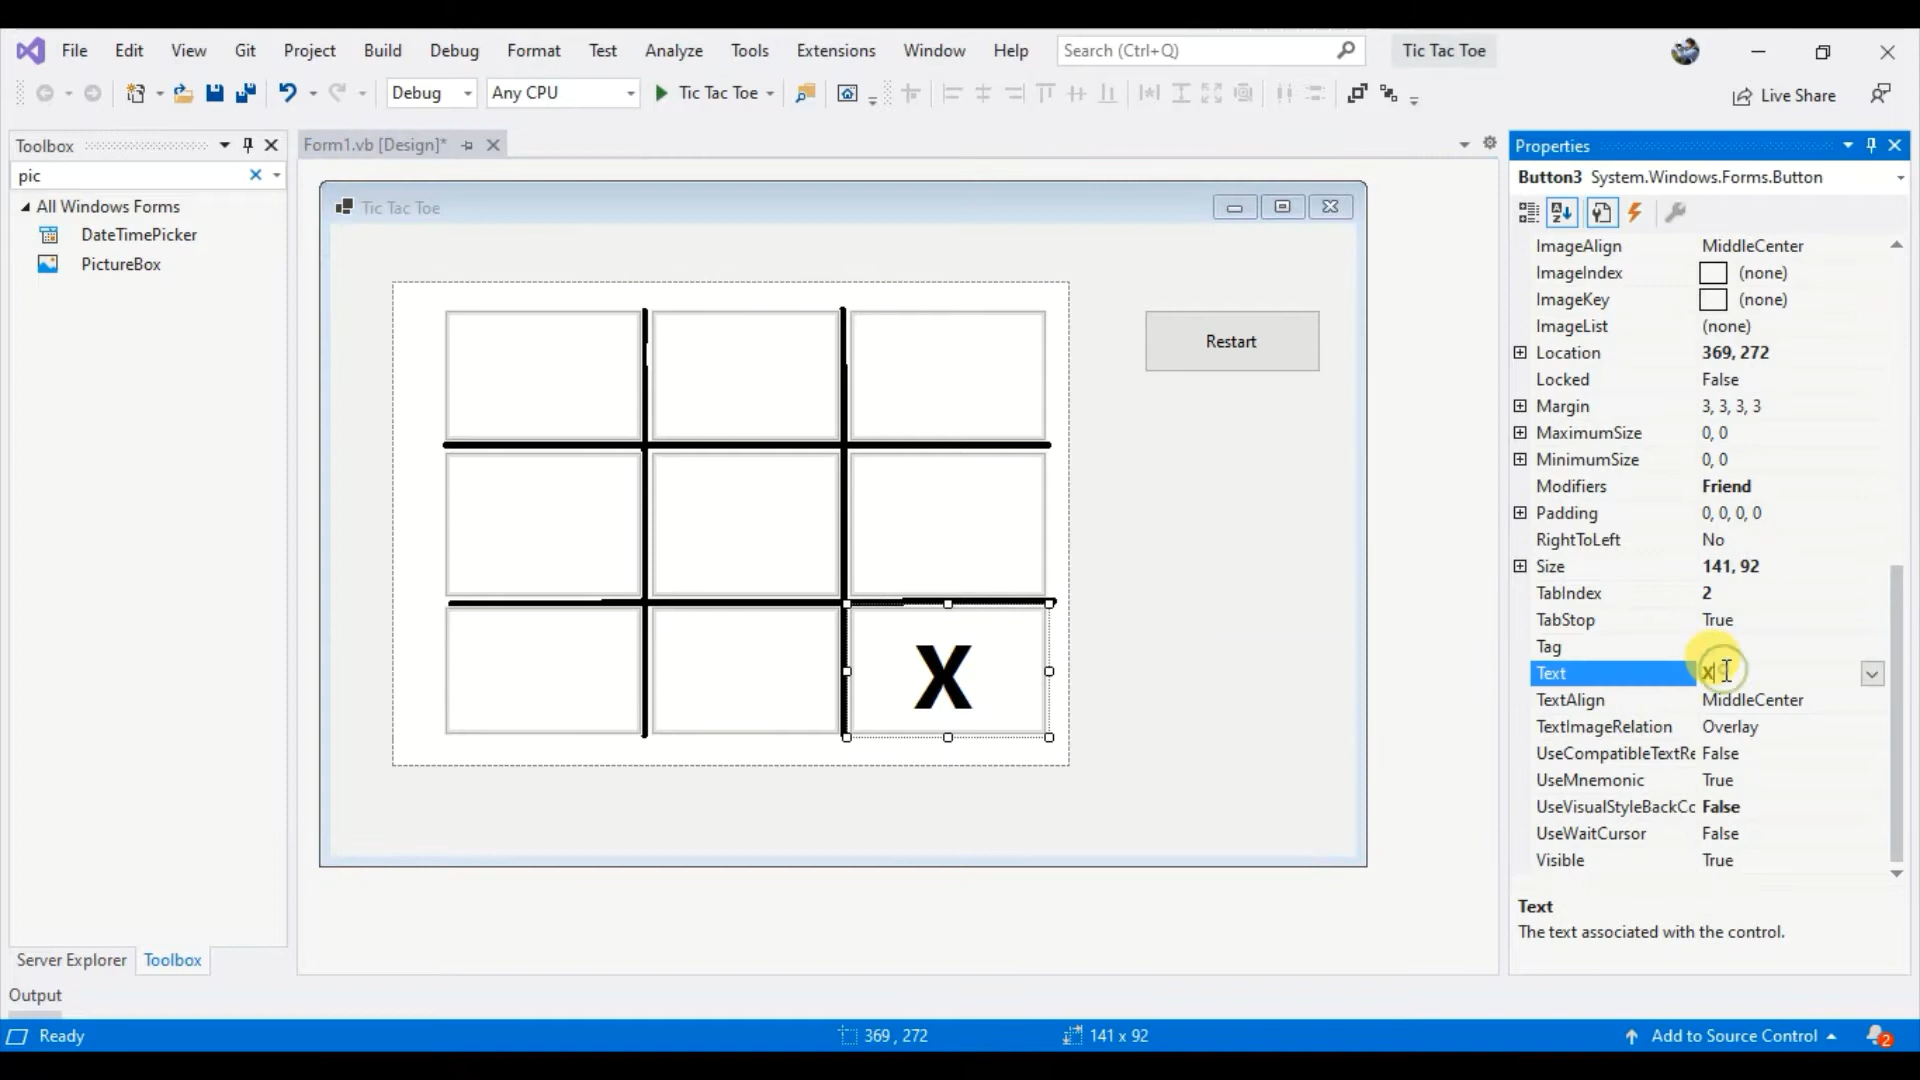 File Edit View Git Project Build Debug Format Test Analyze Tools Extensions Window Help Search (Ctrl+Q) Tic Tac Toe
Debug Any CPU Tic Tac Toe Live Share
Toolbox
pic
All Windows Forms
DateTimePicker
PictureBox
Server Explorer Toolbox
Form1.vb [Design]*
Tic Tac Toe
Restart
X
Properties
Button3 System.Windows.Forms.Button
ImageAlign MiddleCenter
ImageIndex (none)
ImageKey (none)
ImageList (none)
Location 369, 272
Locked False
Margin 3, 3, 3, 3
MaximumSize 0, 0
MinimumSize 0, 0
Modifiers Friend
Padding 0, 0, 0, 0
RightToLeft No
Size 141, 92
TabIndex 2
TabStop True
Tag
Text X
TextAlign MiddleCenter
TextImageRelation Overlay
UseCompatibleTextRe False
UseMnemonic True
UseVisualStyleBackCo False
UseWaitCursor False
Visible True
Text
The text associated with the control.
Output
Ready 369 , 272 141 x 92 Add to Source Control 2